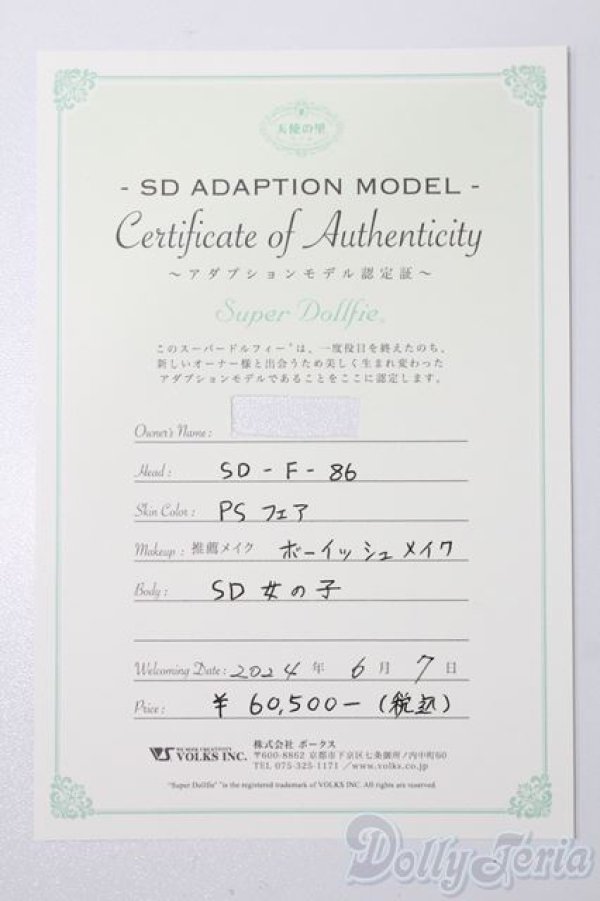 天使の里
- SD ADAPTION MODEL -
Certificate of Authenticity
～アダプションモデル認定証～
Super Dollfie®
このスーパードルフィー®は、一度役目を終えたのち、
新しいオーナー様と出会うため美しく生まれ変わった
アダプションモデルであることをここに認定します。
Owner's Name :
Head : SD-F-86
Skin Color : PS フェア
Makeup : 推薦メイク ボーイッシュメイク
Body : SD 女の子
Welcoming Date : 2024 年 6 月 7 日
Price : ¥ 60,500- (税込)
VS VOLKS INC. 株式会社 ボークス
〒600-8862 京都市下京区七条御所ノ内中町60
TEL 075-325-1171 ／www.volks.co.jp
"Super Dollfie" is the registered trademark of VOLKS INC. All rights are reserved.
DollyTeria